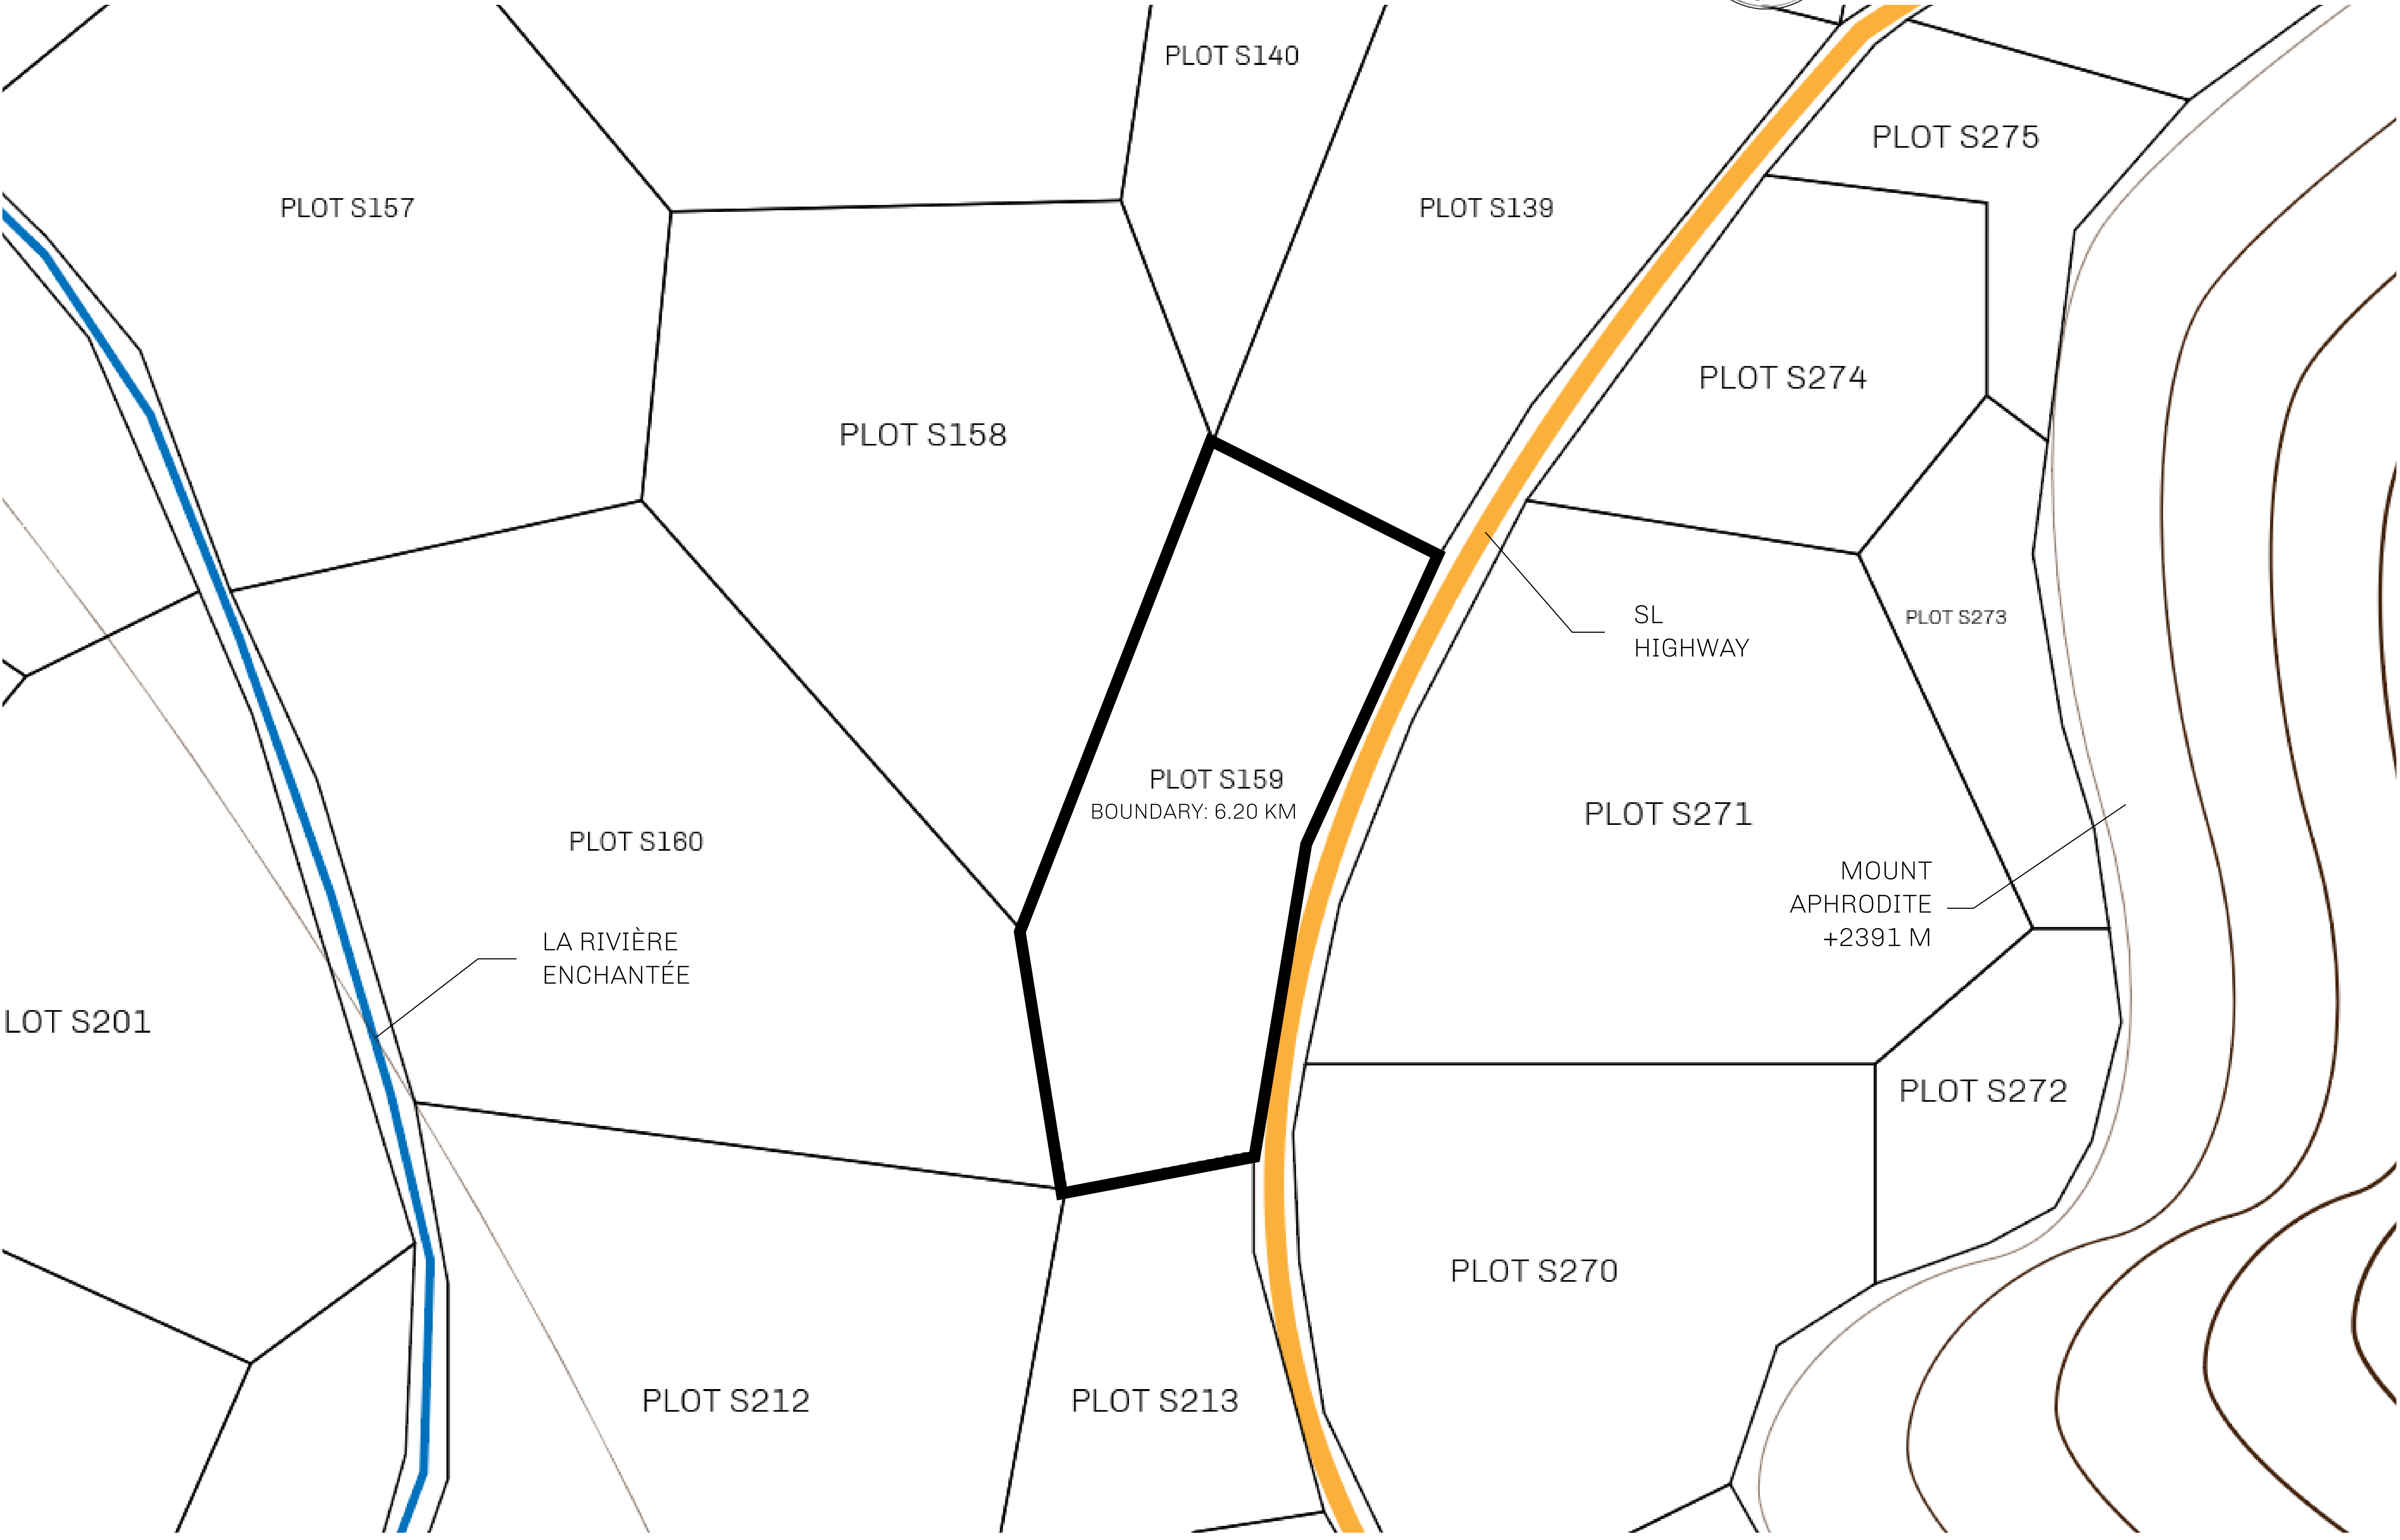 PLOT S140
PLOT S275
PLOT S157
PLOT S139
PLOT S274
PLOT S158
SL
HIGHWAY
PLOT S273
PLOT S159
BOUNDARY: 6.20 KM
PLOT S271
PLOT S160
MOUNT
APHRODITE
+2391 M
LA RIVIÈRE
ENCHANTÉE
LOT S201
PLOT S272
PLOT S270
PLOT S212
PLOT S213